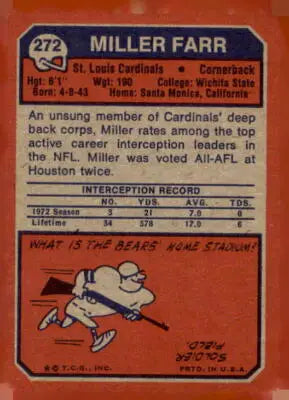 272 MILLER FARR
St. Louis Cardinals • Cornerback
Hgt: 6'1" Wgt: 190 College: Wichita State
Born: 4-8-43 Home: Santa Monica, California
An unsung member of Cardinals' deep
back corps, Miller rates among the top
active career interception leaders in
the NFL. Miller was voted All-AFL at
Houston twice.
INTERCEPTION RECORD
NO. YDS. AVG. TDS.
1972 Season 3 21 7.0 0
Lifetime 34 578 17.0 6
WHAT IS THE BEARS' HOME STADIUM?
SOLDIER
FIELD
© T.C.G., INC. PRTD. IN U.S.A.